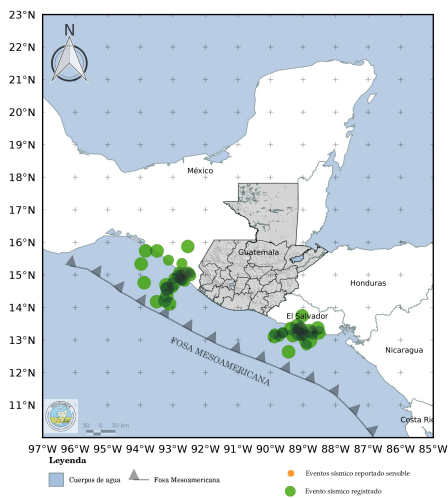 23°N
22°N
21°N
20°N
19°N
18°N
17°N
16°N
15°N
14°N
13°N
12°N
11°N
N
México
Guatemala
Honduras
El Salvador
Nicaragua
Costa Ric
FOSA MESOAMERICANA
50 0 50 km
97°W 96°W 95°W 94°W 93°W 92°W 91°W 90°W 89°W 88°W 87°W 86°W 85°W
Leyenda
Cuerpos de agua
Fosa Mesoamericana
Eventos sísmico reportado sensible
Evento sísmico registrado